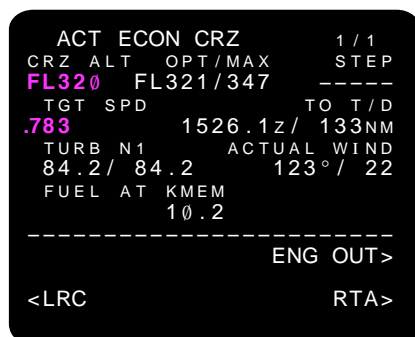 ACT ECON CRZ 1/1
CRZ ALT OPT/MAX STEP
FL320 FL321/347 -----
TGT SPD TO T/D
.783 1526.1z/ 133NM
TURB N1 ACTUAL WIND
84.2/ 84.2 123°/ 22
FUEL AT KMEM
10.2
--------------------------
ENG OUT>
<LRC RTA>